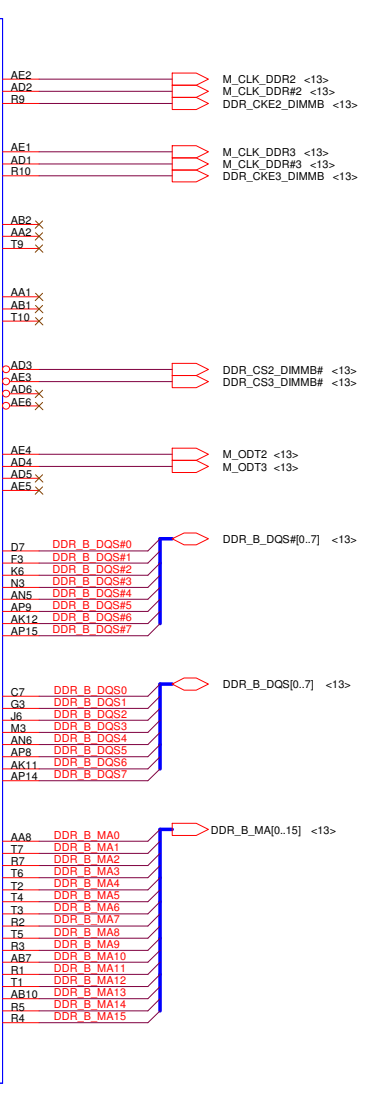 AE2 M_CLK_DDR2 <13>
AD2 M_CLK_DDR#2 <13>
R9 DDR_CKE2_DIMMB <13>
AE1 M_CLK_DDR3 <13>
AD1 M_CLK_DDR#3 <13>
R10 DDR_CKE3_DIMMB <13>
AB2
AA2
T9
AA1
AB1
T10
AD3 DDR_CS2_DIMMB# <13>
AE3 DDR_CS3_DIMMB# <13>
AD6
AE6
AE4 M_ODT2 <13>
AD4 M_ODT3 <13>
AD5
AE5
DDR_B_DQS#[0..7] <13>
D7 DDR_B_DQS#0
F3 DDR_B_DQS#1
K6 DDR_B_DQS#2
N3 DDR_B_DQS#3
AN5 DDR_B_DQS#4
AP9 DDR_B_DQS#5
AK12 DDR_B_DQS#6
AP15 DDR_B_DQS#7
DDR_B_DQS[0..7] <13>
C7 DDR_B_DQS0
G3 DDR_B_DQS1
J6 DDR_B_DQS2
M3 DDR_B_DQS3
AN6 DDR_B_DQS4
AP8 DDR_B_DQS5
AK11 DDR_B_DQS6
AP14 DDR_B_DQS7
DDR_B_MA[0..15] <13>
AA8 DDR_B_MA0
T7 DDR_B_MA1
R7 DDR_B_MA2
T6 DDR_B_MA3
T2 DDR_B_MA4
T4 DDR_B_MA5
T3 DDR_B_MA6
R2 DDR_B_MA7
T5 DDR_B_MA8
R3 DDR_B_MA9
AB7 DDR_B_MA10
R1 DDR_B_MA11
T1 DDR_B_MA12
AB10 DDR_B_MA13
R5 DDR_B_MA14
R4 DDR_B_MA15